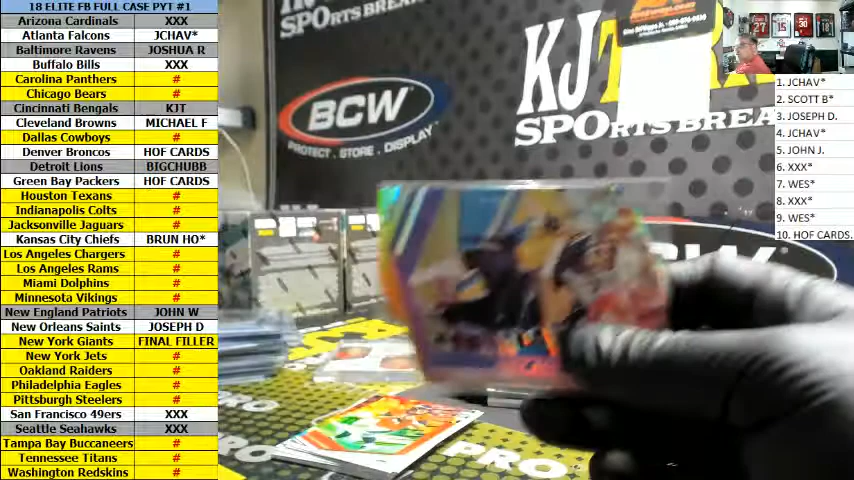 18 ELITE FB FULL CASE PYT #1
Arizona Cardinals XXX
Atlanta Falcons JCHAV*
Baltimore Ravens JOSHUA R
Buffalo Bills XXX
Carolina Panthers #
Chicago Bears #
Cincinnati Bengals KJT
Cleveland Browns MICHAEL F
Dallas Cowboys #
Denver Broncos HOF CARDS
Detroit Lions BIGCHUBB
Green Bay Packers HOF CARDS
Houston Texans #
Indianapolis Colts #
Jacksonville Jaguars #
Kansas City Chiefs BRUN HO*
Los Angeles Chargers #
Los Angeles Rams #
Miami Dolphins #
Minnesota Vikings #
New England Patriots JOHN W
New Orleans Saints JOSEPH D
New York Giants FINAL FILLER
New York Jets #
Oakland Raiders #
Philadelphia Eagles #
Pittsburgh Steelers #
San Francisco 49ers XXX
Seattle Seahawks XXX
Tampa Bay Buccaneers #
Tennessee Titans #
Washington Redskins #
SPORTS BREA
BCW
PROTECT . STORE . DISPLAY
KJT
SPORTS BREA
BCW
PRO
PRO
1. JCHAV*
2. SCOTT B*
3. JOSEPH D.
4. JCHAV*
5. JOHN J.
6. XXX*
7. WES*
8. XXX*
9. WES*
10. HOF CARDS.